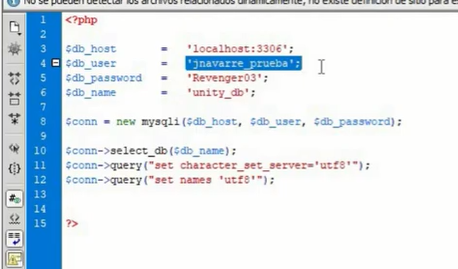 No se pueden detectar los archivos relacionados dinámicamente, no existe definición de sitio para es
1 <?php
2
3 $db_host = 'localhost:3306';
4 $db_user = 'jnavarre_prueba';
5 $db_password = 'Revenger03';
6 $db_name = 'unity_db';
7
8 $conn = new mysqli($db_host, $db_user, $db_password);
9
10 $conn->select_db($db_name);
11 $conn->query("set character_set_server='utf8'");
12 $conn->query("set names 'utf8'");
13
14
15 ?>